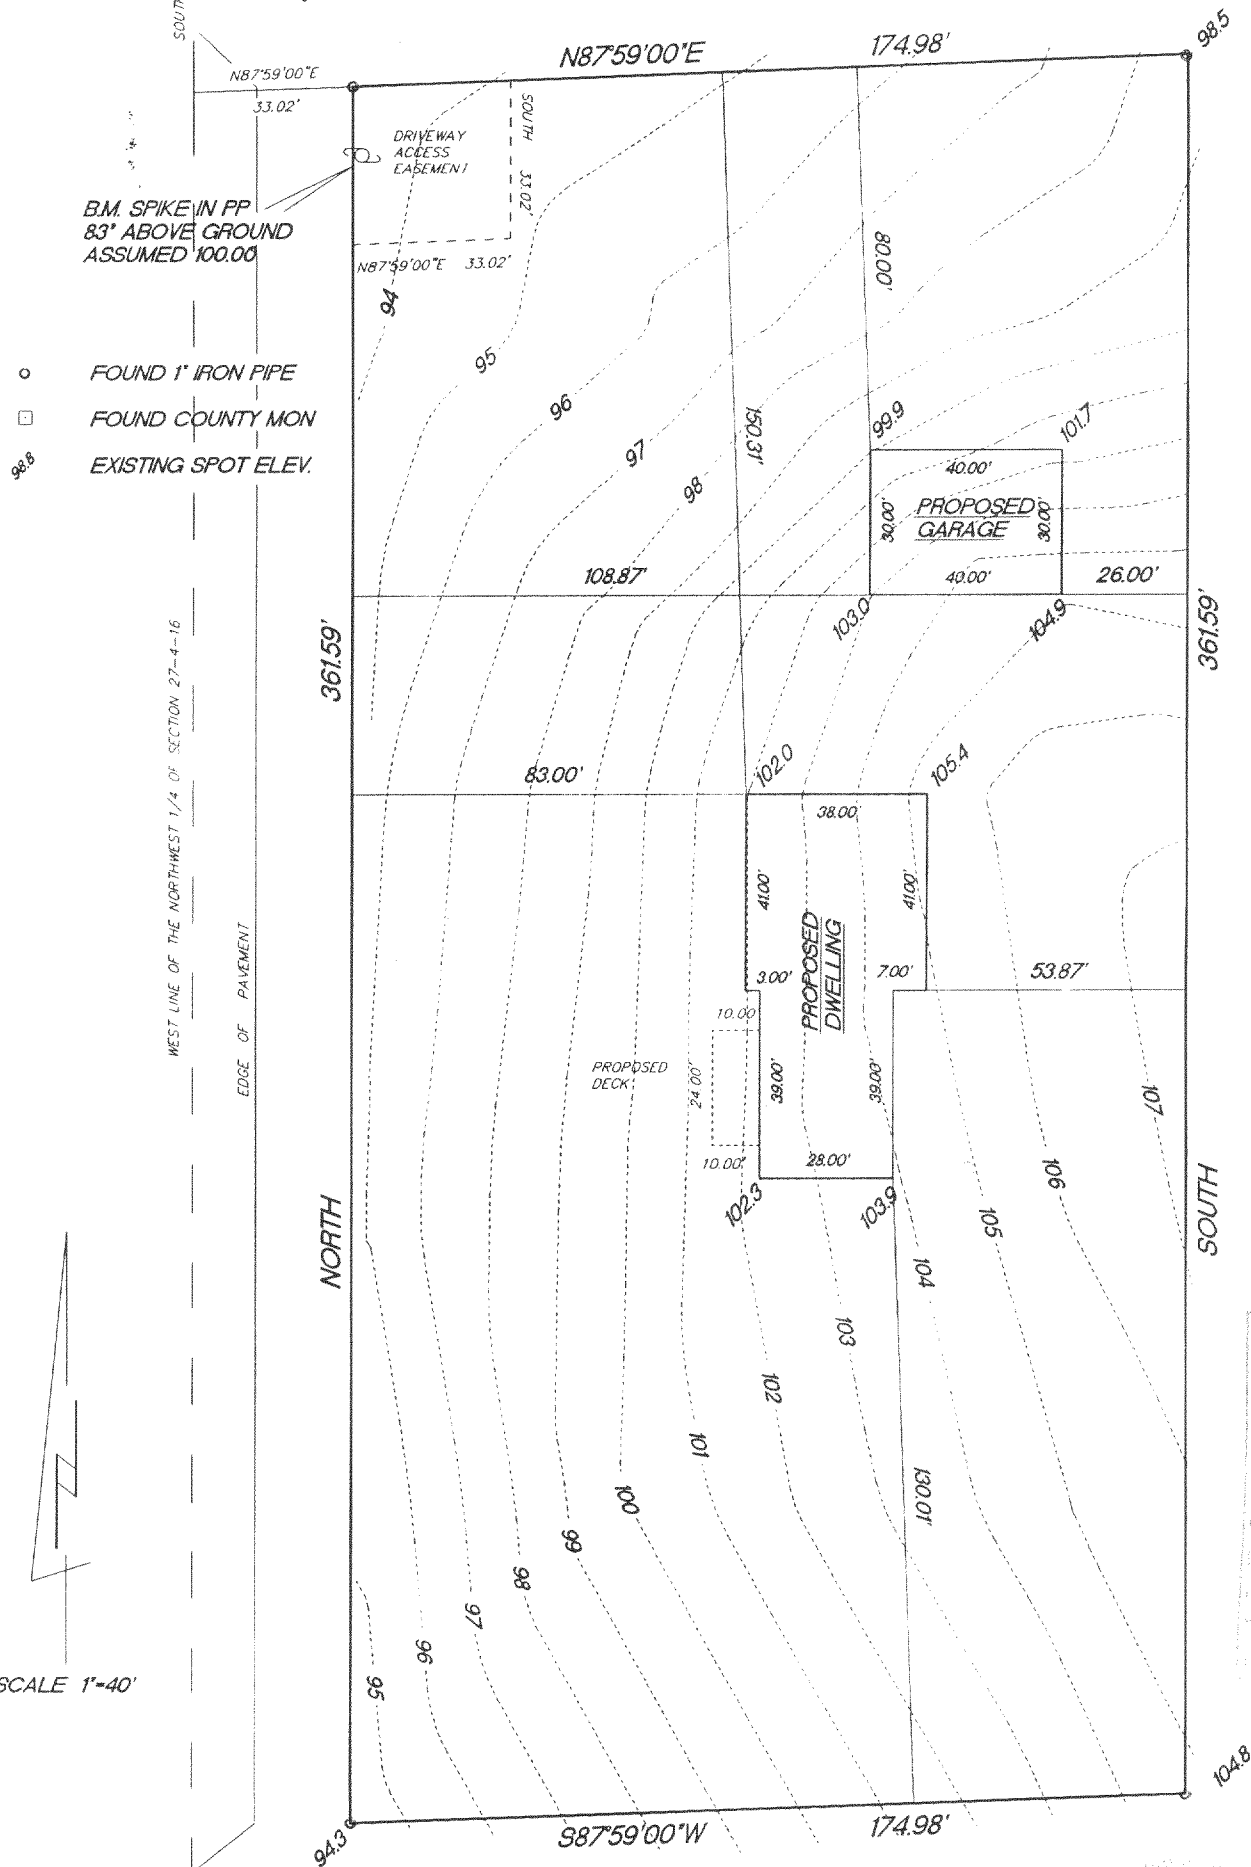 SOUTH
N87°59'00"E
174.98'
98.5
N87°59'00"E
33.02'
DRIVEWAY
ACCESS
EASEMENT
SOUTH 33.02'
B.M. SPIKE IN PP
83" ABOVE GROUND
ASSUMED 100.00
N87°59'00"E 33.02'
80.00'
94
95
96
97
98
FOUND 1" IRON PIPE
FOUND COUNTY MON
98.8
EXISTING SPOT ELEV.
150.31'
99.9
101.7
40.00'
PROPOSED
GARAGE
30.00'
30.00'
40.00'
108.87'
26.00'
103.0
104.9
361.59'
361.59'
WEST LINE OF THE NORTHWEST 1/4 OF SECTION 27-4-16
EDGE OF PAVEMENT
83.00'
102.0
105.4
38.00'
41.00'
41.00'
PROPOSED
DWELLING
3.00'
7.00'
53.87'
10.00
PROPOSED
DECK
24.00'
39.00'
39.00'
10.00'
28.00'
102.3
103.9
107
106
105
104
103
102
101
100
99
98
97
96
95
NORTH
SOUTH
130.01'
SCALE 1"=40'
94.3
S87°59'00"W
174.98'
104.8